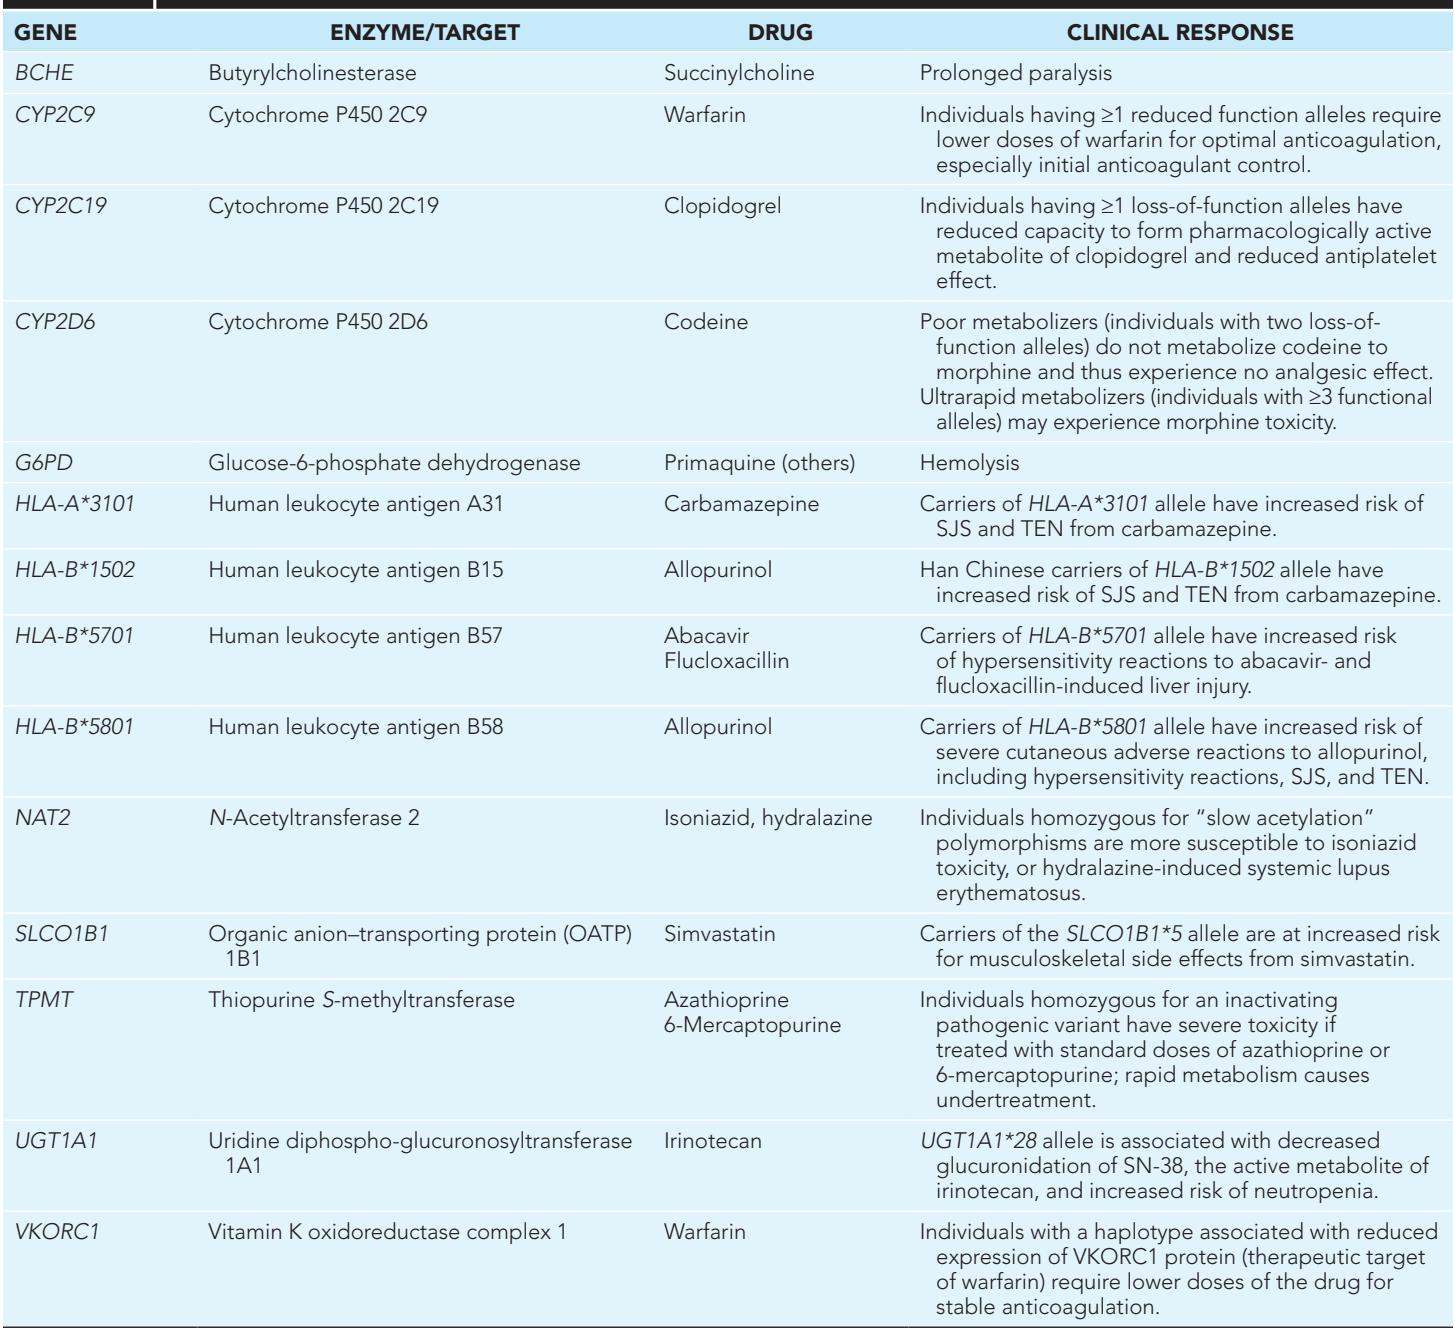 GENE ENZYME/TARGET DRUG CLINICAL RESPONSE
BCHE Butyrylcholinesterase Succinylcholine Prolonged paralysis
CYP2C9 Cytochrome P450 2C9 Warfarin Individuals having ≥1 reduced function alleles require
lower doses of warfarin for optimal anticoagulation,
especially initial anticoagulant control.
CYP2C19 Cytochrome P450 2C19 Clopidogrel Individuals having ≥1 loss-of-function alleles have
reduced capacity to form pharmacologically active
metabolite of clopidogrel and reduced antiplatelet
effect.
CYP2D6 Cytochrome P450 2D6 Codeine Poor metabolizers (individuals with two loss-of-
function alleles) do not metabolize codeine to
morphine and thus experience no analgesic effect.
Ultrarapid metabolizers (individuals with ≥3 functional
alleles) may experience morphine toxicity.
G6PD Glucose-6-phosphate dehydrogenase Primaquine (others) Hemolysis
HLA-A*3101 Human leukocyte antigen A31 Carbamazepine Carriers of HLA-A*3101 allele have increased risk of
SJS and TEN from carbamazepine.
HLA-B*1502 Human leukocyte antigen B15 Allopurinol Han Chinese carriers of HLA-B*1502 allele have
increased risk of SJS and TEN from carbamazepine.
HLA-B*5701 Human leukocyte antigen B57 Abacavir Carriers of HLA-B*5701 allele have increased risk
Flucloxacillin of hypersensitivity reactions to abacavir- and
flucloxacillin-induced liver injury.
HLA-B*5801 Human leukocyte antigen B58 Allopurinol Carriers of HLA-B*5801 allele have increased risk of
severe cutaneous adverse reactions to allopurinol,
including hypersensitivity reactions, SJS, and TEN.
NAT2 N-Acetyltransferase 2 Isoniazid, hydralazine Individuals homozygous for “slow acetylation”
polymorphisms are more susceptible to isoniazid
toxicity, or hydralazine-induced systemic lupus
erythematosus.
SLCO1B1 Organic anion–transporting protein (OATP) Simvastatin Carriers of the SLCO1B1*5 allele are at increased risk
1B1 for musculoskeletal side effects from simvastatin.
TPMT Thiopurine S-methyltransferase Azathioprine Individuals homozygous for an inactivating
6-Mercaptopurine pathogenic variant have severe toxicity if
treated with standard doses of azathioprine or
6-mercaptopurine; rapid metabolism causes
undertreatment.
UGT1A1 Uridine diphospho-glucuronosyltransferase Irinotecan UGT1A1*28 allele is associated with decreased
1A1 glucuronidation of SN-38, the active metabolite of
irinotecan, and increased risk of neutropenia.
VKORC1 Vitamin K oxidoreductase complex 1 Warfarin Individuals with a haplotype associated with reduced
expression of VKORC1 protein (therapeutic target
of warfarin) require lower doses of the drug for
stable anticoagulation.